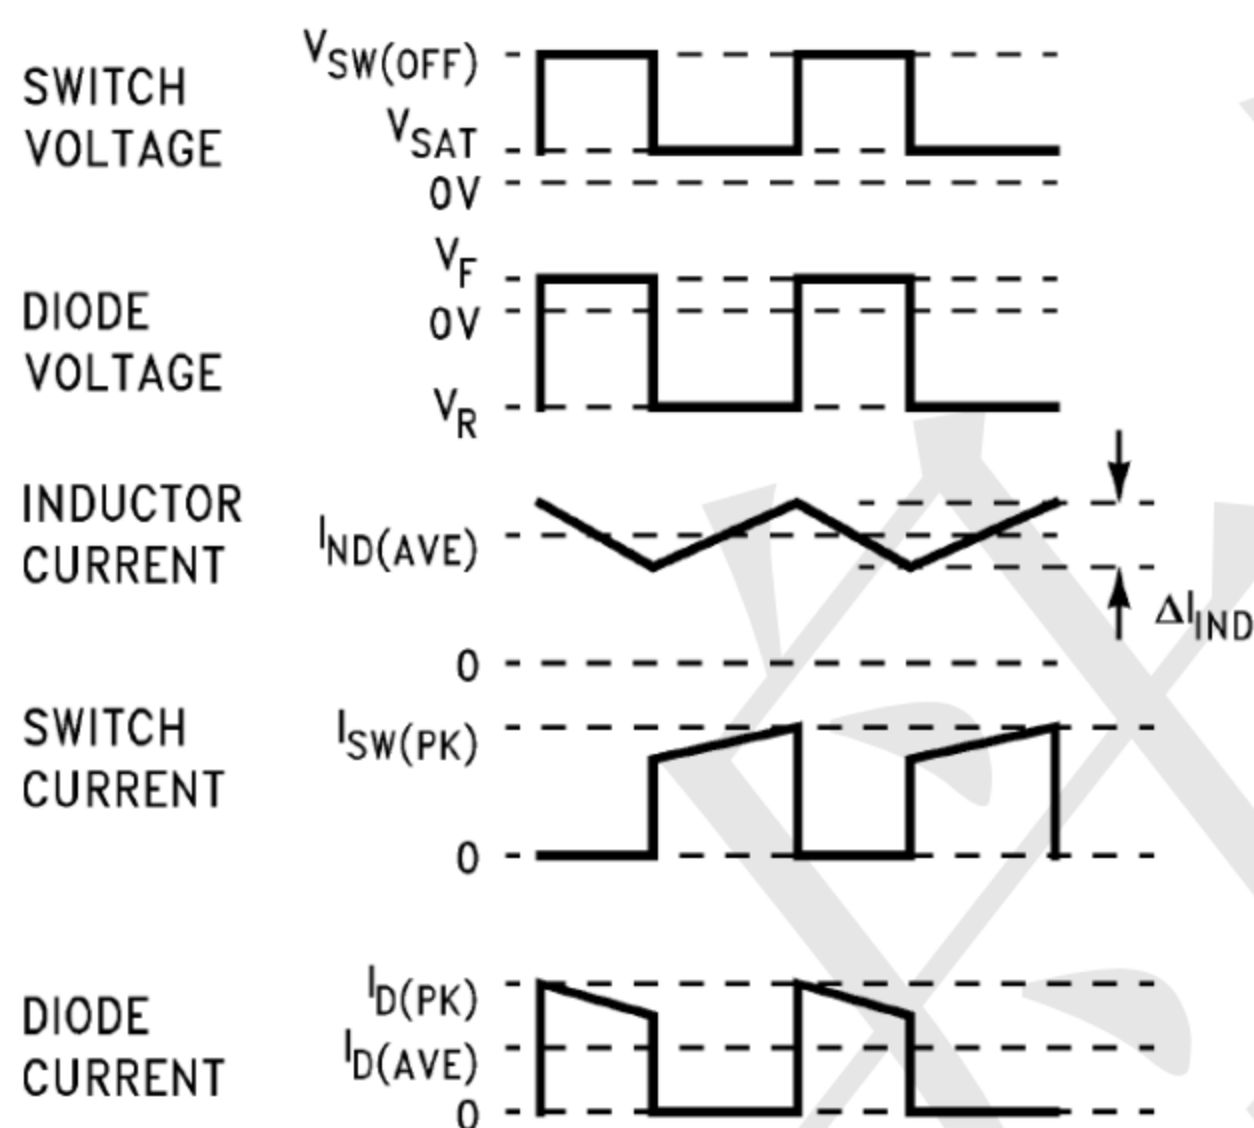 SWITCH
VOLTAGE
VSW(OFF)
VSAT
0V
DIODE
VOLTAGE
VF
0V
VR
INDUCTOR
CURRENT
IND(AVE)
ΔIIND
0
SWITCH
CURRENT
ISW(PK)
0
DIODE
CURRENT
ID(PK)
ID(AVE)
0